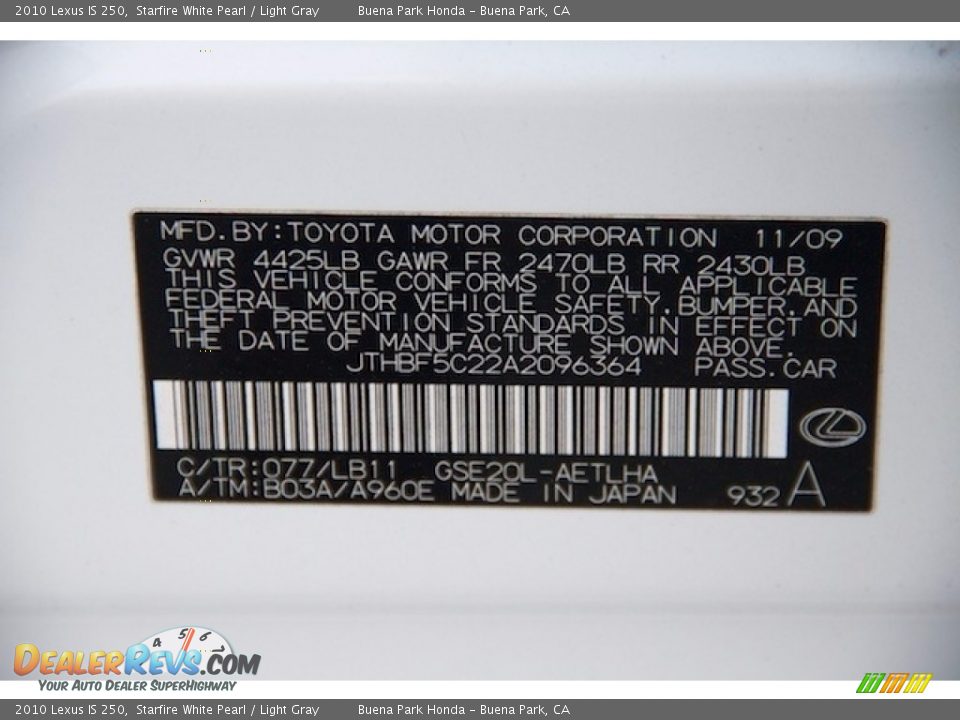 2010 Lexus IS 250, Starfire White Pearl / Light Gray Buena Park Honda - Buena Park, CA
MFD.BY:TOYOTA MOTOR CORPORATION 11/09
GVWR 4425LB GAWR FR 2470LB RR 2430LB
THIS VEHICLE CONFORMS TO ALL APPLICABLE
FEDERAL MOTOR VEHICLE SAFETY,BUMPER,AND
THEFT PREVENTION STANDARDS IN EFFECT ON
THE DATE OF MANUFACTURE SHOWN ABOVE.
JTHBF5C22A2096364 PASS.CAR
C/TR:077/LB11 GSE20L-AETLHA
A/TM:B03A/A960E MADE IN JAPAN 932 A
4 5 6 7
DEALERREVS.COM
YOUR AUTO DEALER SUPERHIGHWAY
2010 Lexus IS 250, Starfire White Pearl / Light Gray Buena Park Honda - Buena Park, CA